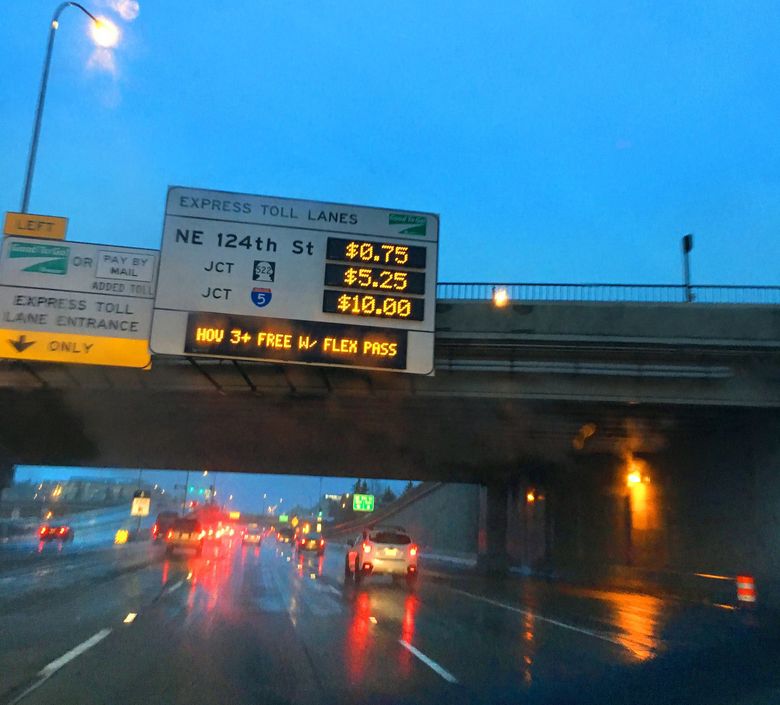 LEFT
Good To Go!
OR
PAY BY
MAIL
ADDED TOLL
EXPRESS TOLL
LANE ENTRANCE
ONLY
EXPRESS TOLL LANES
Good To Go!
NE 124th St $0.75
JCT 522 $5.25
JCT 5 $10.00
HOV 3+ FREE W/ FLEX PASS